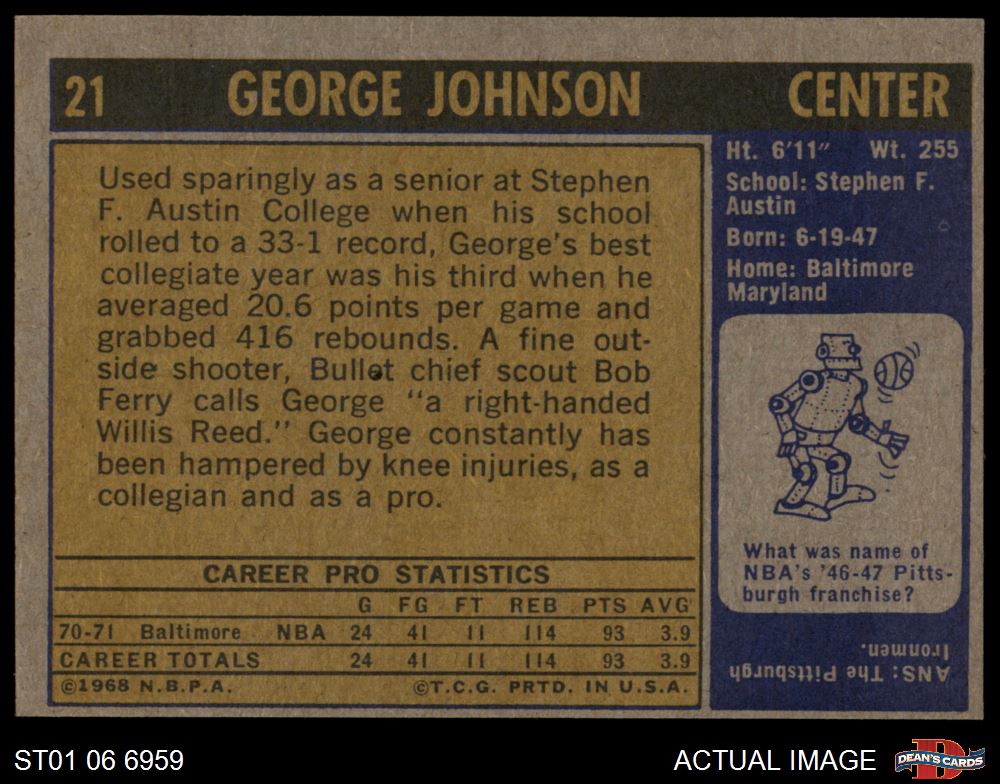 21 GEORGE JOHNSON CENTER
Used sparingly as a senior at Stephen
F. Austin College when his school
rolled to a 33-1 record, George's best
collegiate year was his third when he
averaged 20.6 points per game and
grabbed 416 rebounds. A fine out-
side shooter, Bullet chief scout Bob
Ferry calls George "a right-handed
Willis Reed." George constantly has
been hampered by knee injuries, as a
collegian and as a pro.
CAREER PRO STATISTICS
G FG FT REB PTS AVG
70-71 Baltimore NBA 24 41 11 114 93 3.9
CAREER TOTALS 24 41 11 114 93 3.9
©1968 N.B.P.A. ©T.C.G. PRTD. IN U.S.A.
Ht. 6'11" Wt. 255
School: Stephen F.
Austin
Born: 6-19-47
Home: Baltimore
Maryland
What was name of
NBA's '46-47 Pitts-
burgh franchise?
ANS: The Pittsburgh
Ironmen.
ST01 06 6959 ACTUAL IMAGE
DEAN'S CARDS